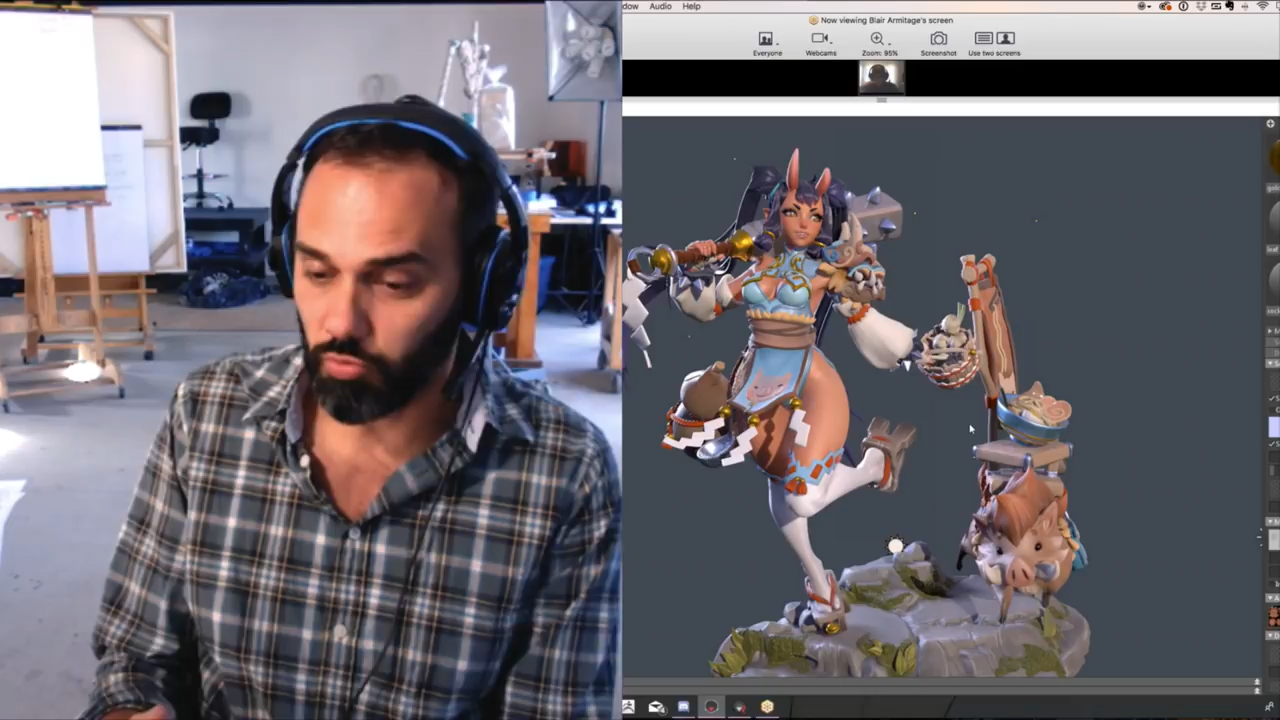 dow Audio Help
Now viewing Blair Armitage's screen
Everyone
Webcams
Zoom: 95%
Screenshot
Use two screens